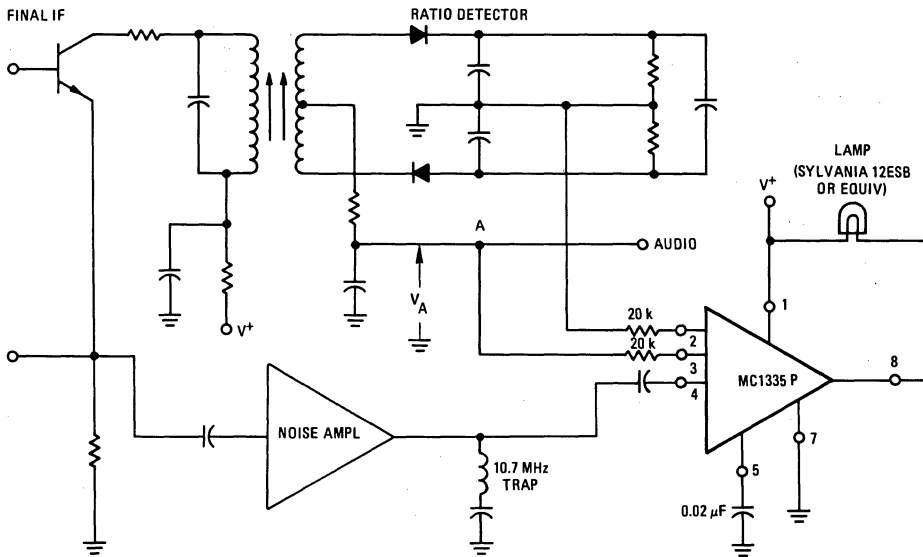 FINAL IF
RATIO DETECTOR
LAMP
(SYLVANIA 12ESB
OR EQUIV)
V+
A
AUDIO
VA
V+
1
20 k
2
20 k
3
4
MC1335 P
8
NOISE AMPL
10.7 MHz
TRAP
5
7
0.02 μF